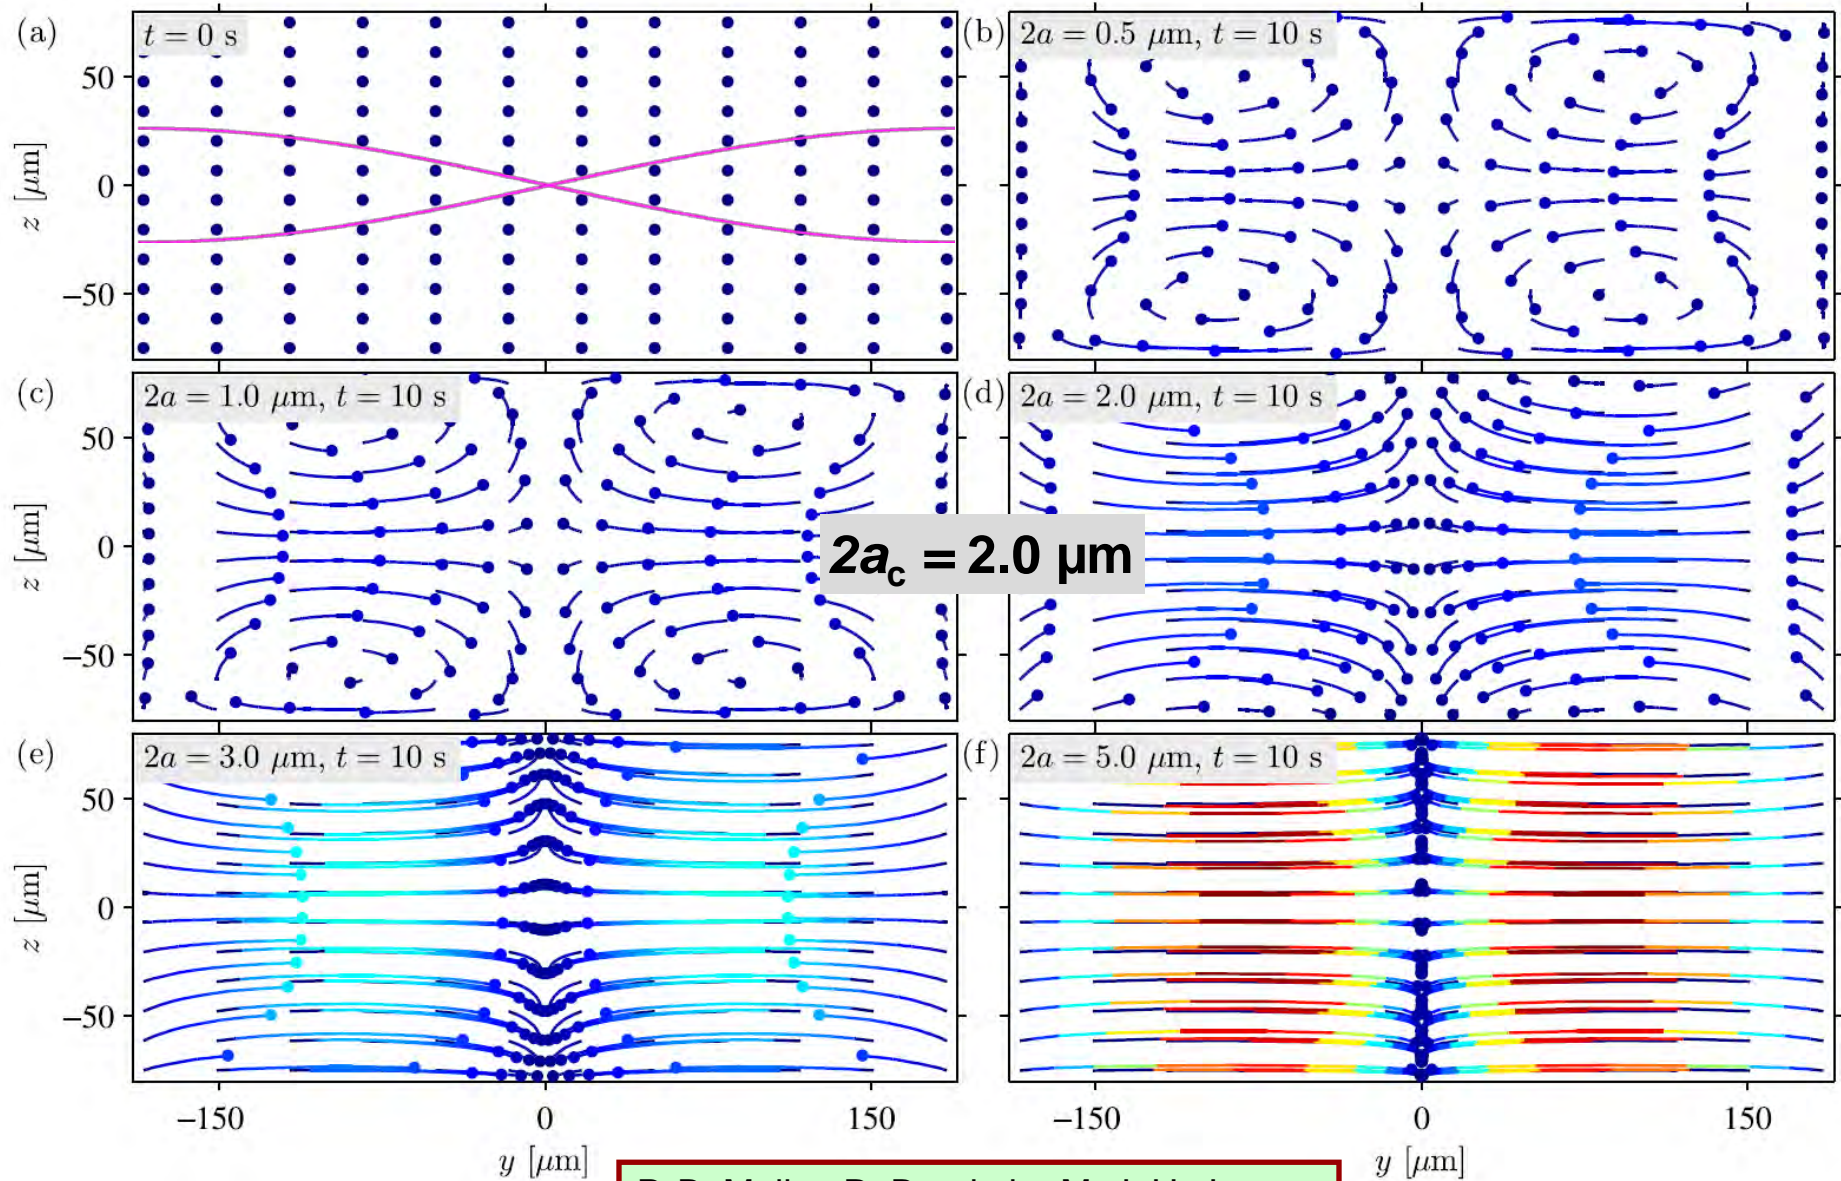 (a)
t = 0 s
(b)
2a = 0.5 μm, t = 10 s
50
0
−50
z [μm]
(c)
2a = 1.0 μm, t = 10 s
(d)
2a = 2.0 μm, t = 10 s
50
0
−50
z [μm]
2a_c = 2.0 μm
(e)
2a = 3.0 μm, t = 10 s
(f)
2a = 5.0 μm, t = 10 s
50
0
−50
z [μm]
−150 0 150
−150 0 150
y [μm]
y [μm]